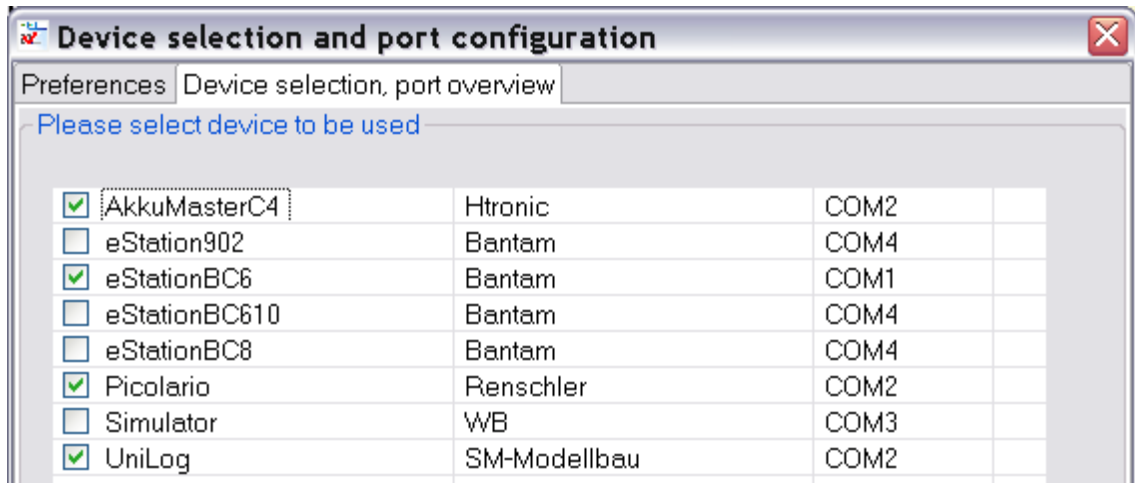 Device selection and port configuration
Preferences Device selection, port overview
Please select device to be used
AkkuMasterC4 Htronic COM2
eStation902 Bantam COM4
eStationBC6 Bantam COM1
eStationBC610 Bantam COM4
eStationBC8 Bantam COM4
Picolario Renschler COM2
Simulator WB COM3
UniLog SM-Modellbau COM2